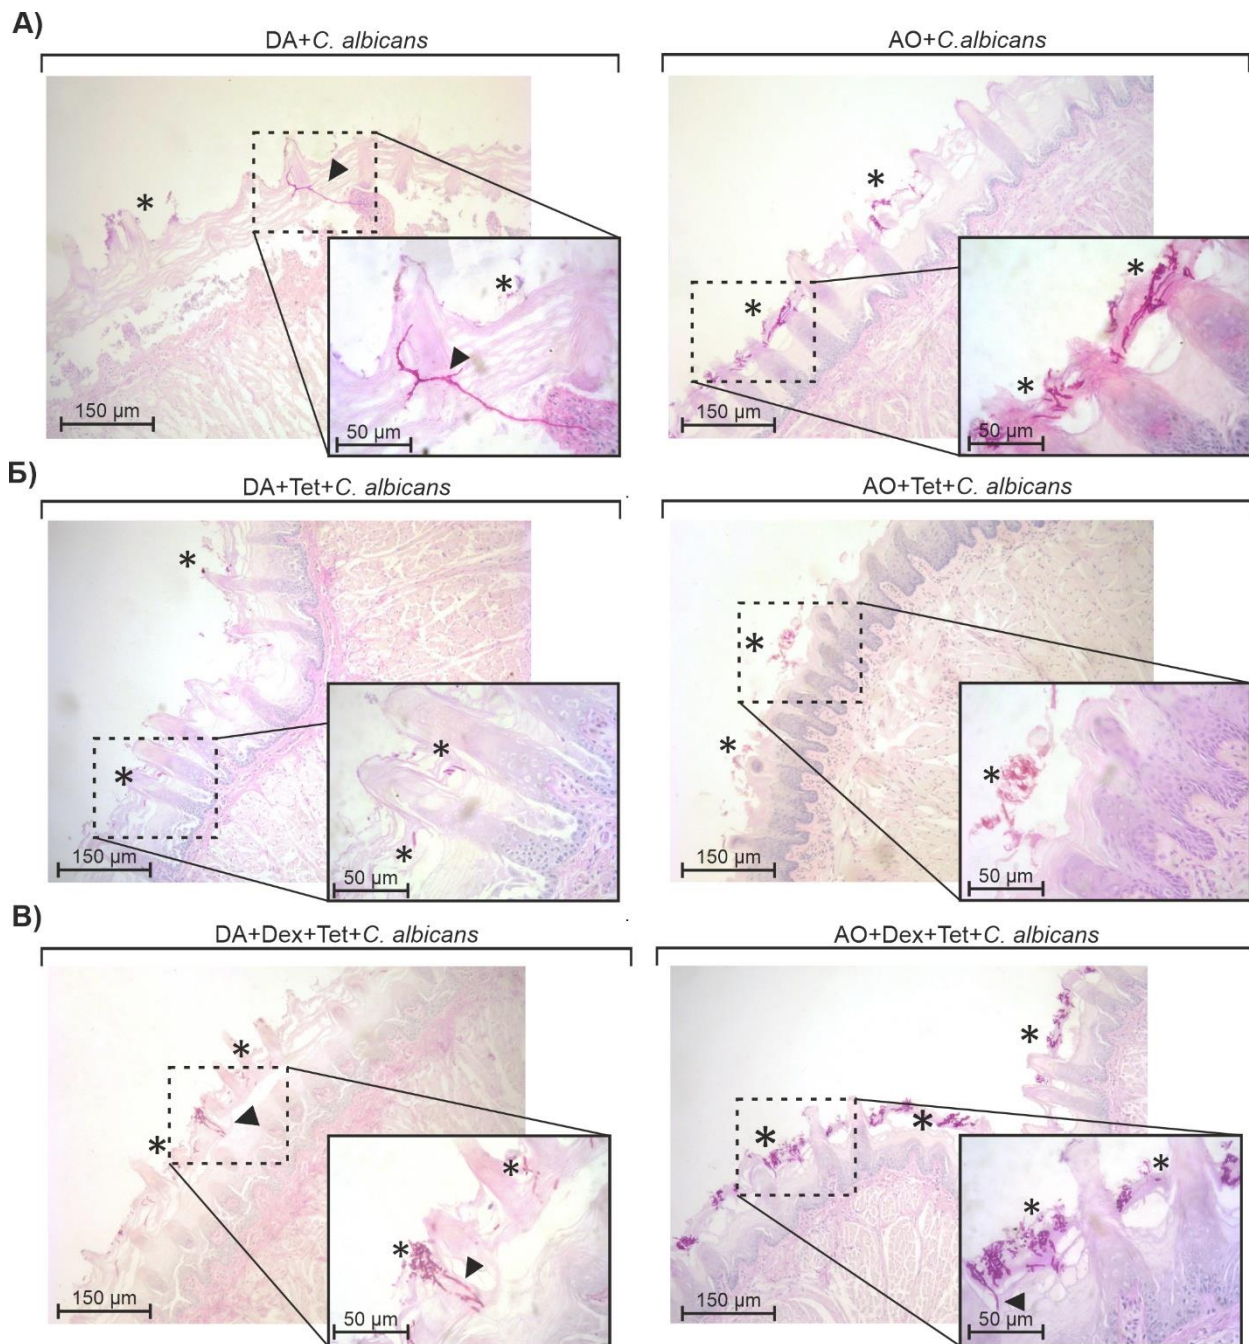 А)
DA+C. albicans
AO+C.albicans
*
*
*
*
*
*
150 µm
50 µm
150 µm
50 µm
Б)
DA+Tet+C. albicans
AO+Tet+C. albicans
*
*
*
*
*
*
*
150 µm
50 µm
150 µm
50 µm
В)
DA+Dex+Tet+C. albicans
AO+Dex+Tet+C. albicans
*
*
*
*
*
*
*
*
*
150 µm
50 µm
150 µm
50 µm